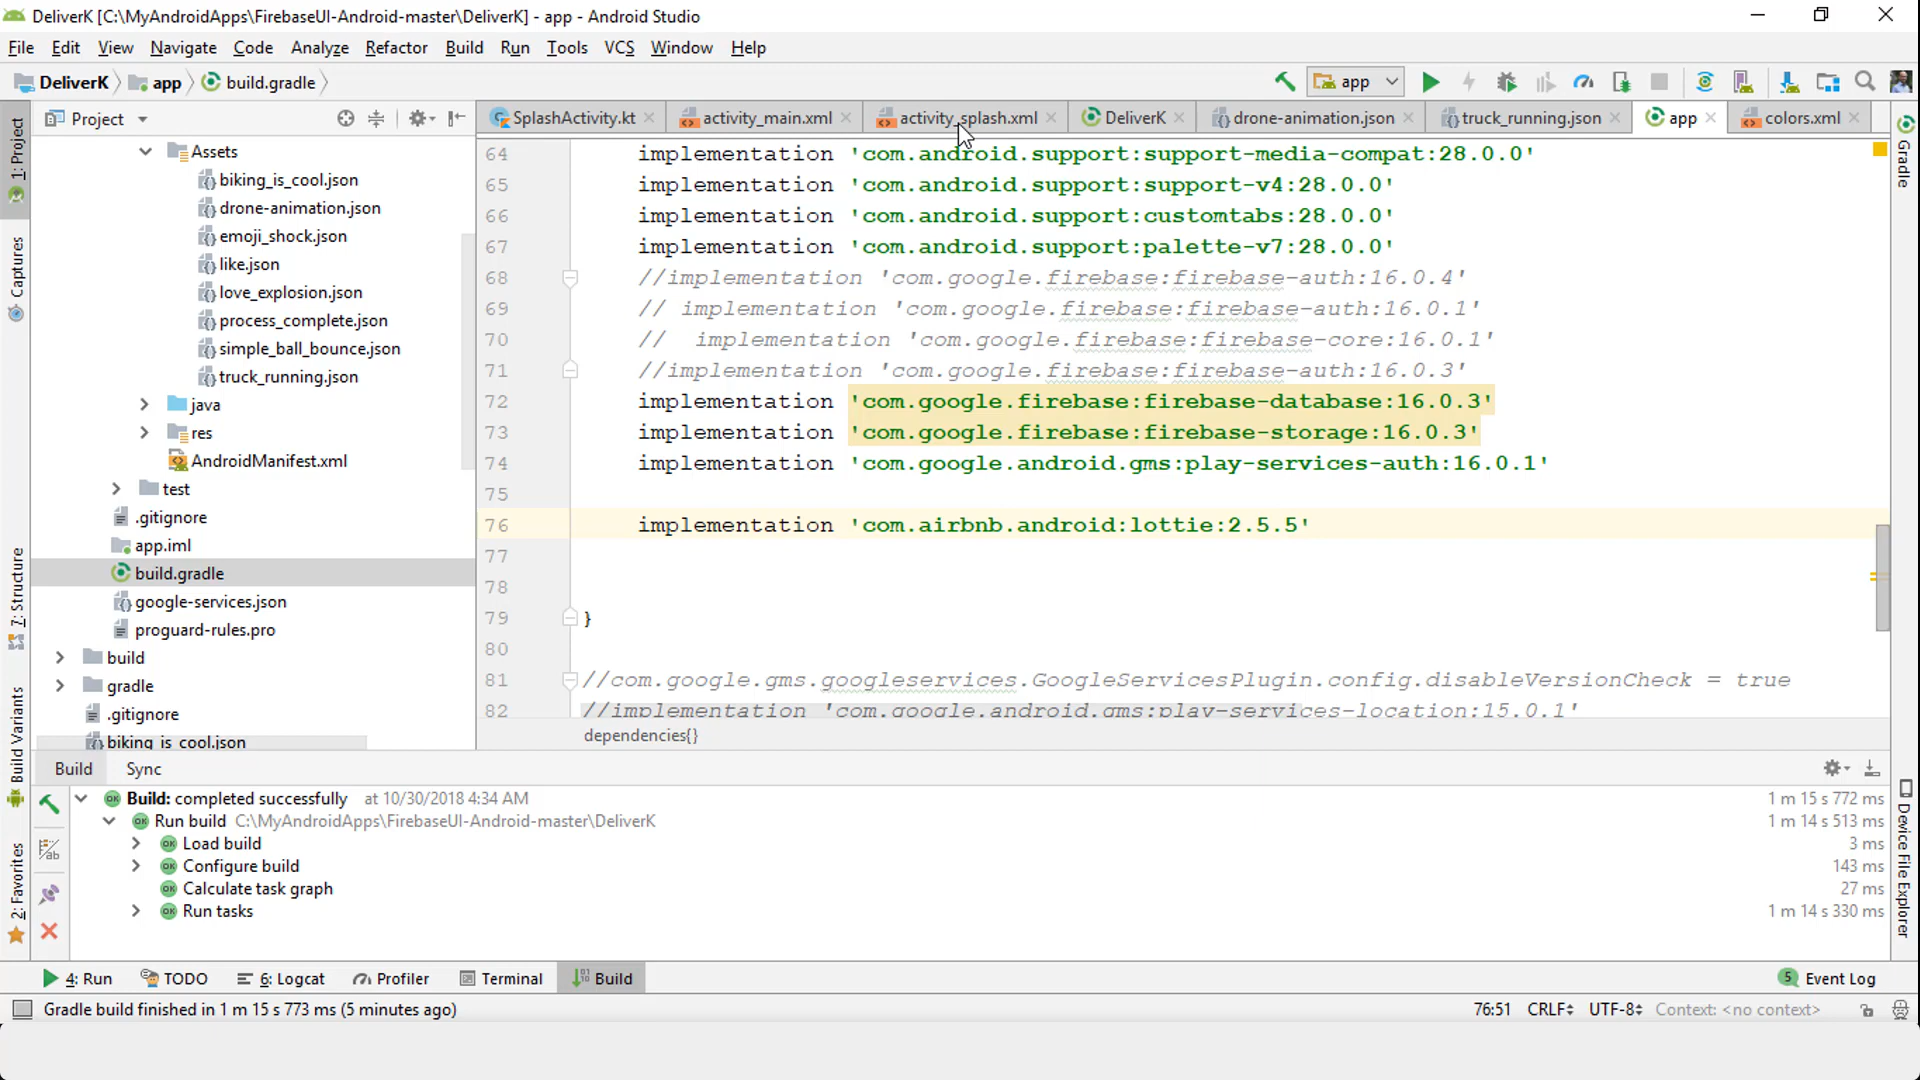 DeliverK [C:\MyAndroidApps\FirebaseUI-Android-master\DeliverK] - app - Android Studio
File Edit View Navigate Code Analyze Refactor Build Run Tools VCS Window Help
DeliverK app build.gradle app
Project SplashActivity.kt activity_main.xml activity_splash.xml DeliverK drone-animation.json truck_running.json app colors.xml
1: Project
Captures
7: Structure
Build Variants
2: Favorites
Assets
biking_is_cool.json
drone-animation.json
emoji_shock.json
like.json
love_explosion.json
process_complete.json
simple_ball_bounce.json
truck_running.json
java
res
AndroidManifest.xml
test
.gitignore
app.iml
build.gradle
google-services.json
proguard-rules.pro
build
gradle
.gitignore
biking_is_cool.json
64 implementation 'com.android.support:support-media-compat:28.0.0'
65 implementation 'com.android.support:support-v4:28.0.0'
66 implementation 'com.android.support:customtabs:28.0.0'
67 implementation 'com.android.support:palette-v7:28.0.0'
68 //implementation 'com.google.firebase:firebase-auth:16.0.4'
69 // implementation 'com.google.firebase:firebase-auth:16.0.1'
70 //  implementation 'com.google.firebase:firebase-core:16.0.1'
71 //implementation 'com.google.firebase:firebase-auth:16.0.3'
72 implementation 'com.google.firebase:firebase-database:16.0.3'
73 implementation 'com.google.firebase:firebase-storage:16.0.3'
74 implementation 'com.google.android.gms:play-services-auth:16.0.1'
75
76 implementation 'com.airbnb.android:lottie:2.5.5'
77
78
79 }
80
81 //com.google.gms.googleservices.GoogleServicesPlugin.config.disableVersionCheck = true
82 //implementation 'com.google.android.gms:play-services-location:15.0.1'
dependencies{}
Gradle
Device File Explorer
Build Sync
Build: completed successfully at 10/30/2018 4:34 AM 1 m 15 s 772 ms
Run build C:\MyAndroidApps\FirebaseUI-Android-master\DeliverK 1 m 14 s 513 ms
Load build 3 ms
Configure build 143 ms
Calculate task graph 27 ms
Run tasks 1 m 14 s 330 ms
4: Run TODO 6: Logcat Profiler Terminal Build 5 Event Log
Gradle build finished in 1 m 15 s 773 ms (5 minutes ago) 76:51 CRLF UTF-8 Context: <no context>